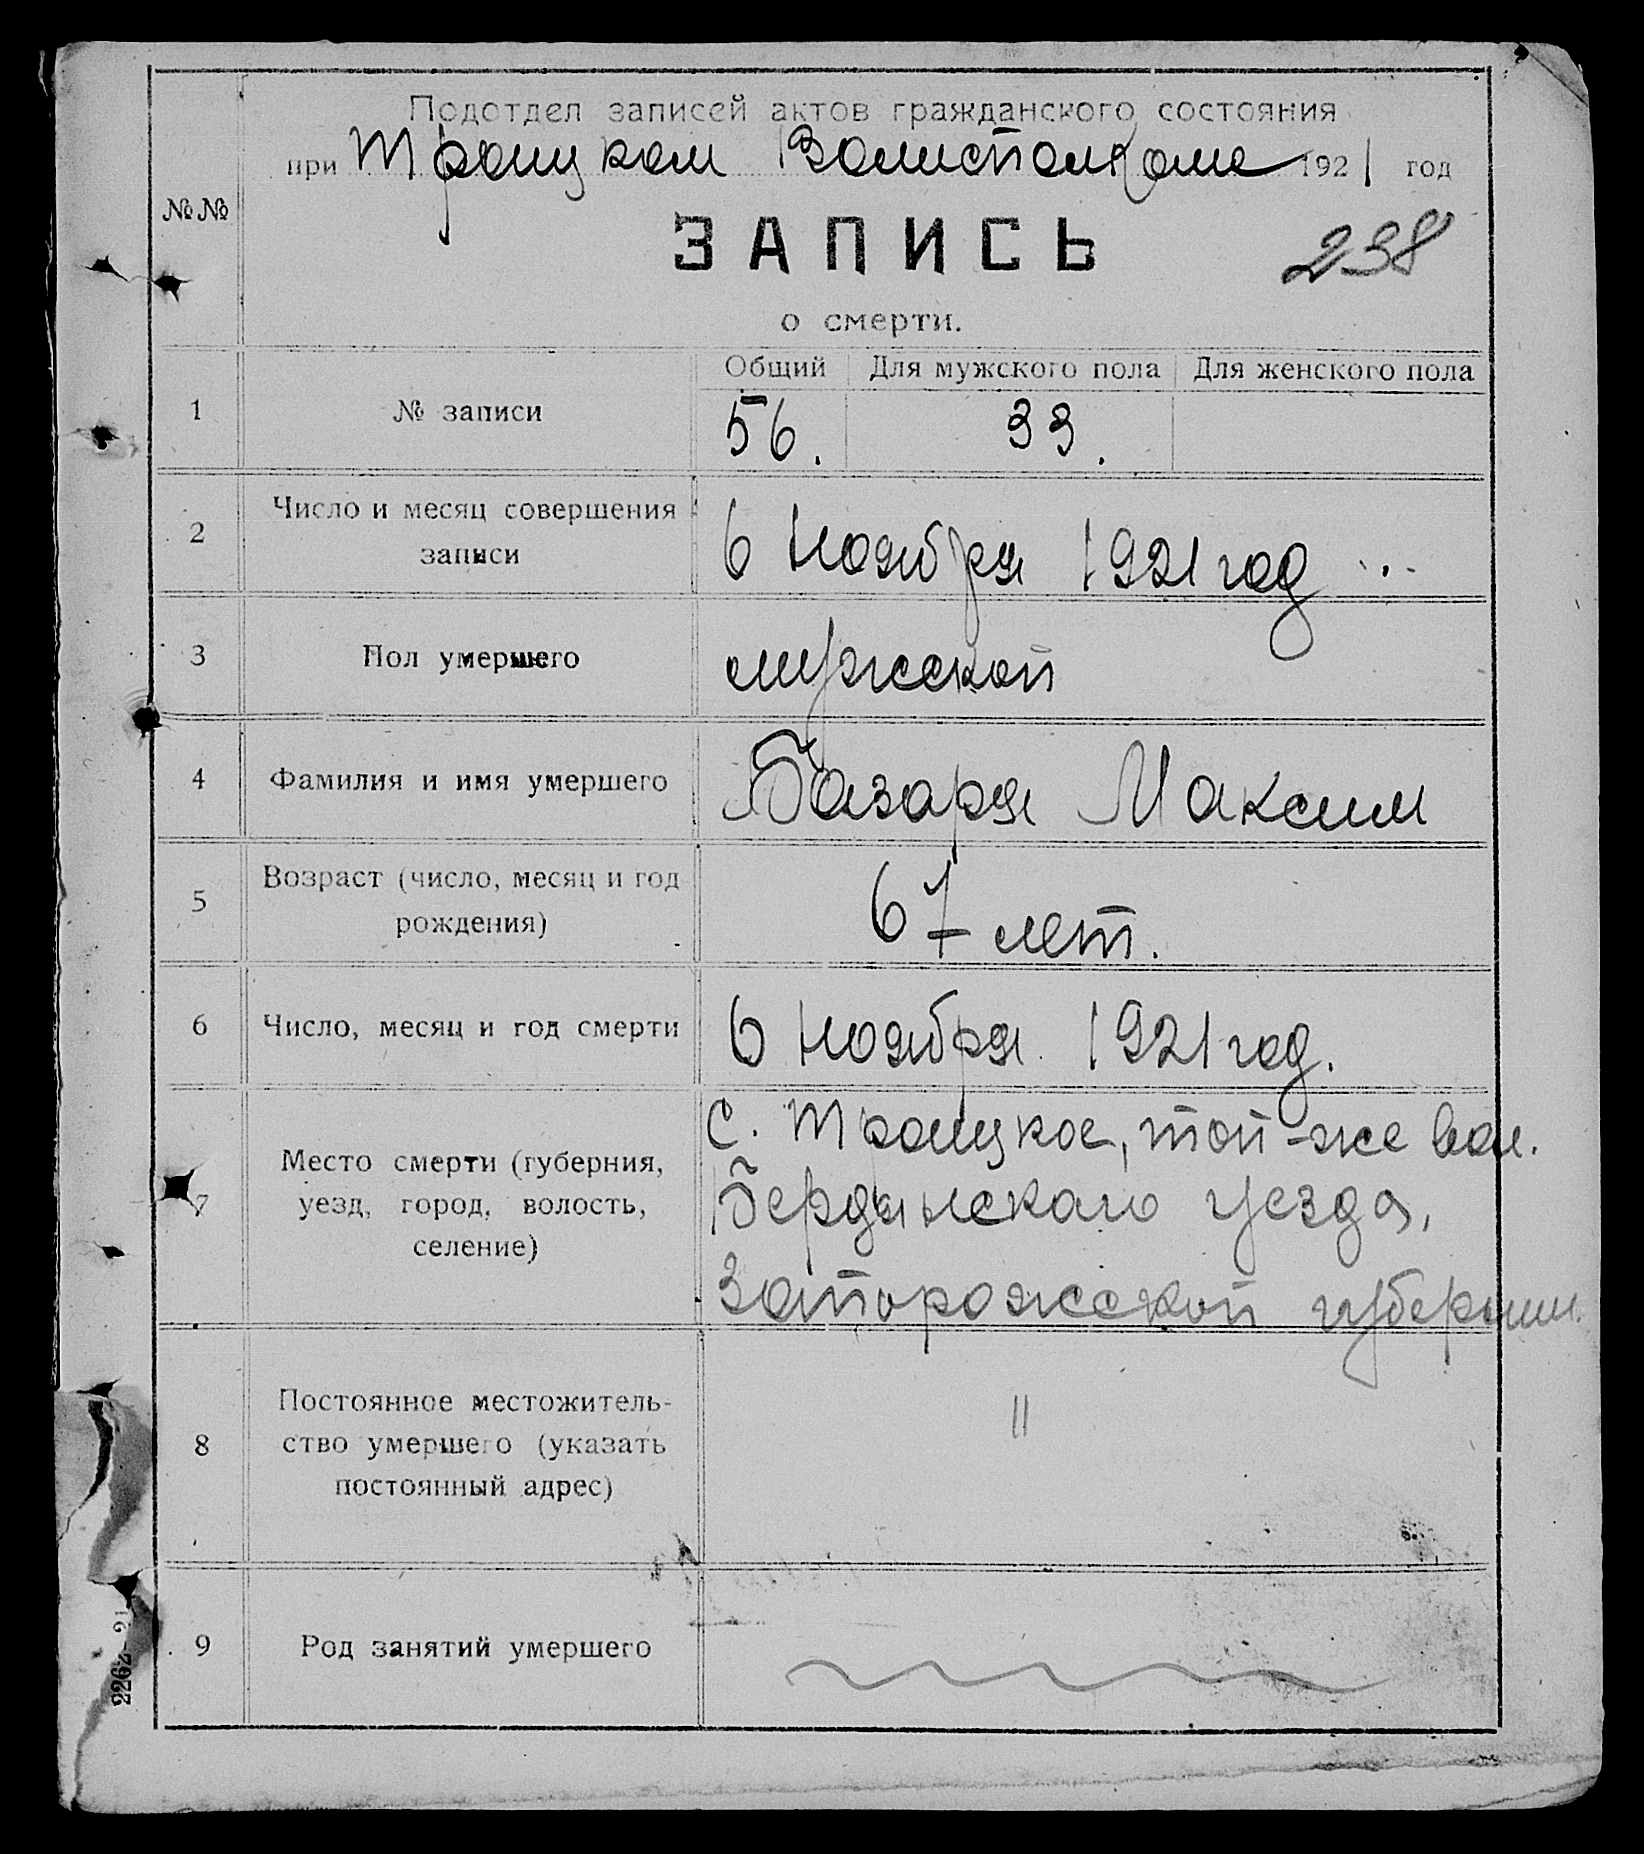 Подотдел записей актов гражданского состояния
при Троицком Волисполкоме 1921 год
№№
ЗАПИСЬ
238
о смерти.
Общий Для мужского пола Для женского пола
1 № записи 56. 33.
2 Число и месяц совершения
записи
6 Ноября 1921 год
3 Пол умершего мужской
4 Фамилия и имя умершего Базаря Максим
5 Возраст (число, месяц и год
рождения)
67 лет.
6 Число, месяц и год смерти 6 Ноября 1921 год.
7 Место смерти (губерния,
уезд, город, волость,
селение)
С. Троицкое, той-же вол.
Бердянскаго уезда,
Запорожской губернии.
8 Постоянное местожитель-
ство умершего (указать
постоянный адрес)
"
9 Род занятий умершего
2262-21